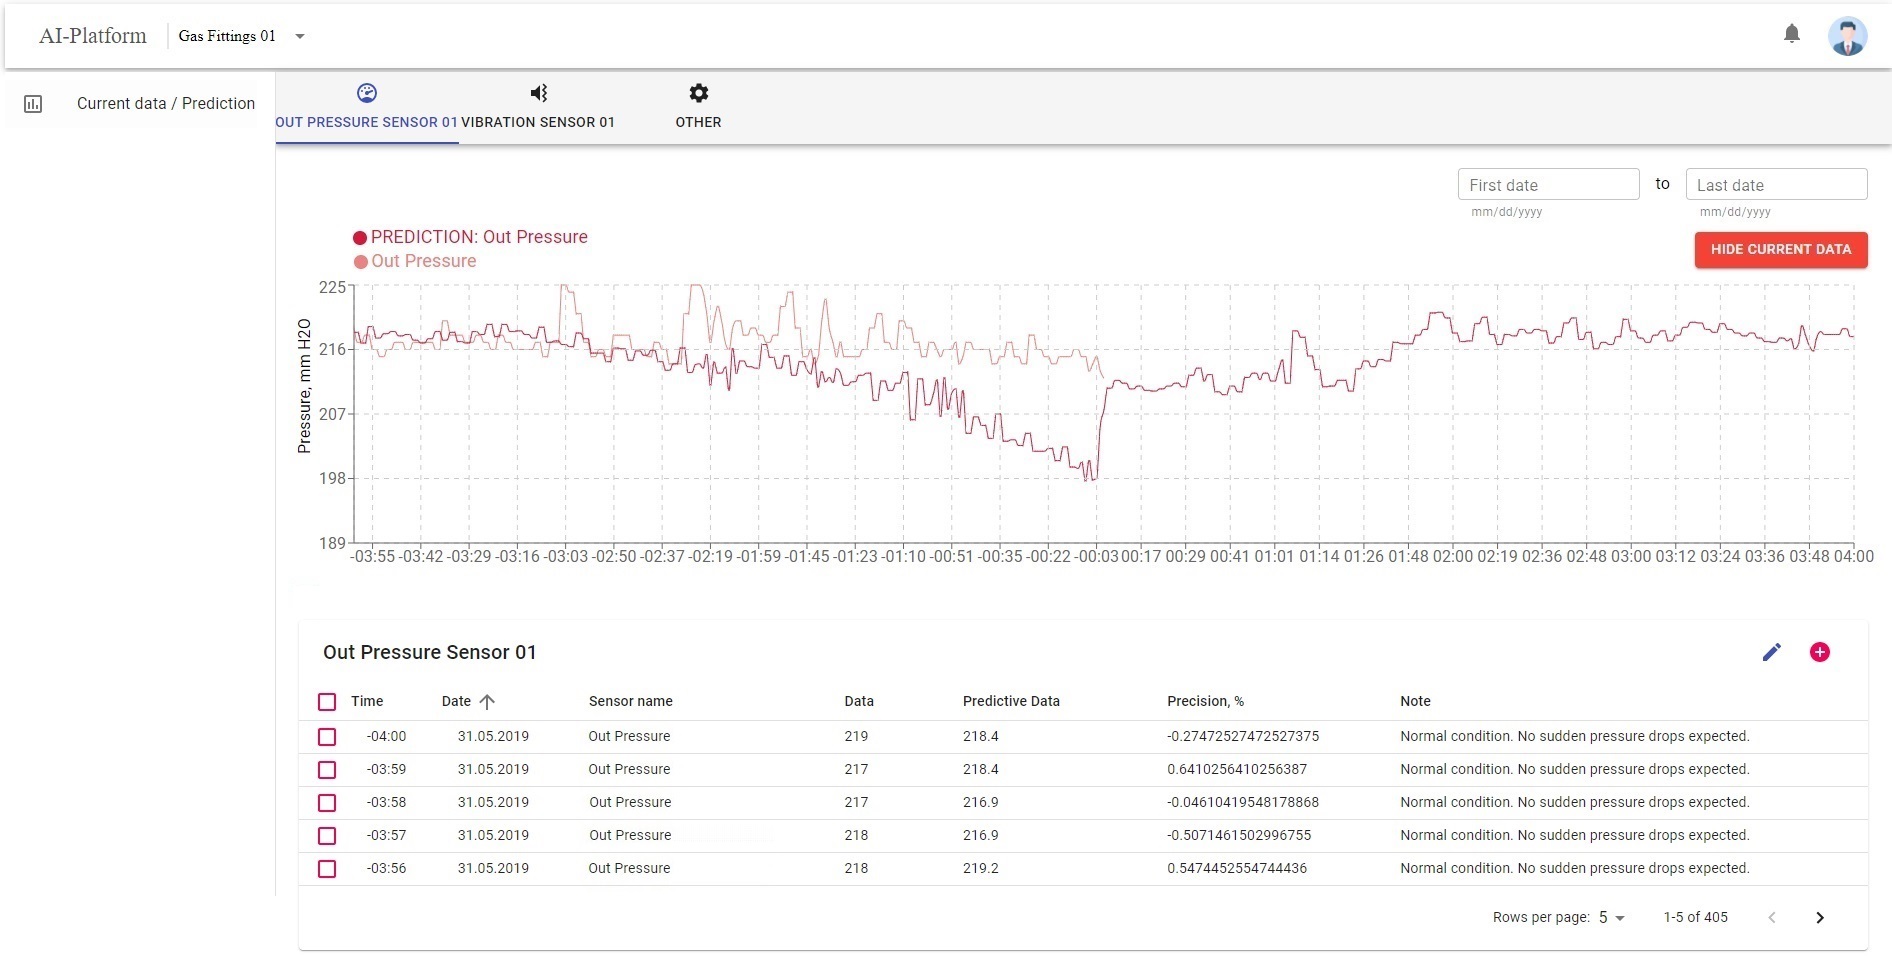 AI-Platform
Gas Fittings 01
Current data / Prediction
OUT PRESSURE SENSOR 01
VIBRATION SENSOR 01
OTHER
First date
to
Last date
mm/dd/yyyy
mm/dd/yyyy
PREDICTION: Out Pressure
Out Pressure
HIDE CURRENT DATA
Pressure, mm H2O
225
216
207
198
189
-03:55 -03:42 -03:29 -03:16 -03:03 -02:50 -02:37 -02:19 -01:59 -01:45 -01:23 -01:10 -00:51 -00:35 -00:22 -00:03 00:17 00:29 00:41 01:01 01:14 01:26 01:48 02:00 02:19 02:36 02:48 03:00 03:12 03:24 03:36 03:48 04:00
Out Pressure Sensor 01
Time Date Sensor name Data Predictive Data Precision, % Note
-04:00 31.05.2019 Out Pressure 219 218.4 -0.27472527472527375 Normal condition. No sudden pressure drops expected.
-03:59 31.05.2019 Out Pressure 217 218.4 0.6410256410256387 Normal condition. No sudden pressure drops expected.
-03:58 31.05.2019 Out Pressure 217 216.9 -0.04610419548178868 Normal condition. No sudden pressure drops expected.
-03:57 31.05.2019 Out Pressure 218 216.9 -0.5071461502996755 Normal condition. No sudden pressure drops expected.
-03:56 31.05.2019 Out Pressure 218 219.2 0.5474452554744436 Normal condition. No sudden pressure drops expected.
Rows per page: 5 1-5 of 405